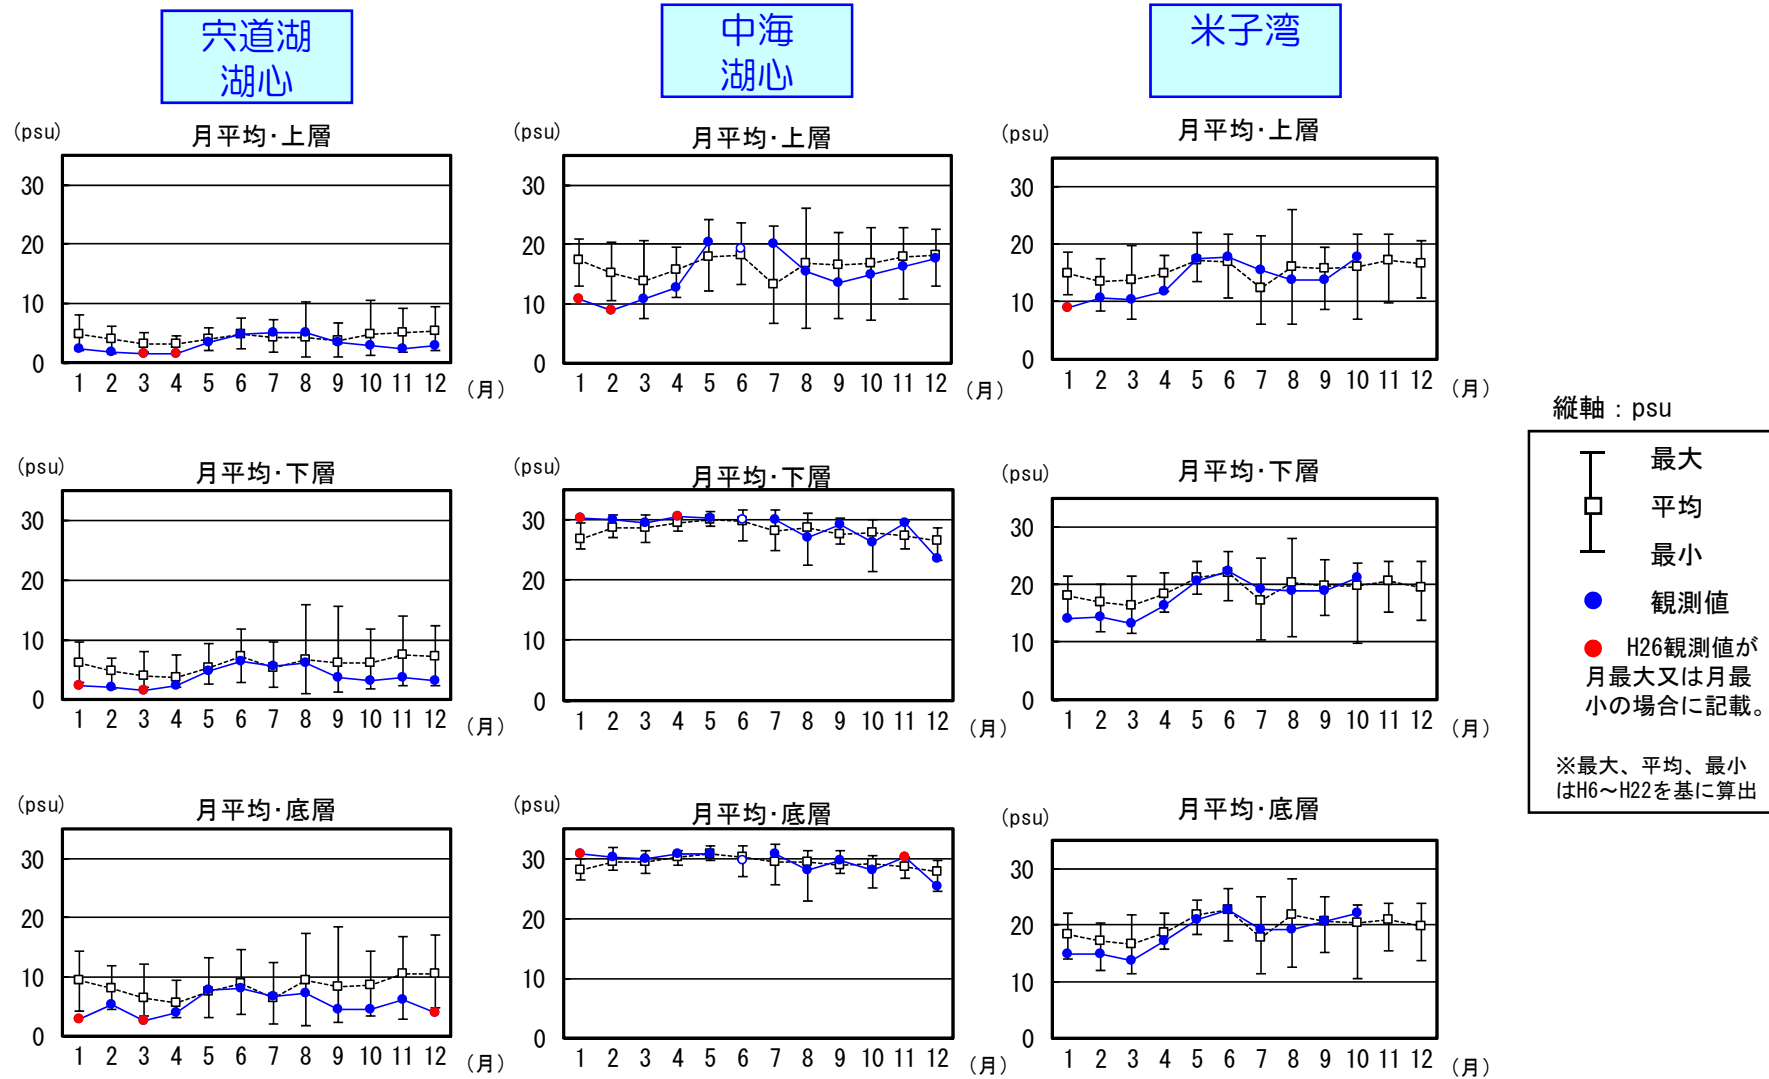 宍道湖
湖心
中海
湖心
米子湾
(psu)
月平均・上層
30
20
10
0
1 2 3 4 5 6 7 8 9 10 11 12 (月)
(psu)
月平均・上層
30
20
10
0
1 2 3 4 5 6 7 8 9 10 11 12 (月)
(psu)
月平均・上層
30
20
10
0
1 2 3 4 5 6 7 8 9 10 11 12 (月)
(psu)
月平均・下層
30
20
10
0
1 2 3 4 5 6 7 8 9 10 11 12 (月)
(psu)
月平均・下層
30
20
10
0
1 2 3 4 5 6 7 8 9 10 11 12 (月)
(psu)
月平均・下層
30
20
10
0
1 2 3 4 5 6 7 8 9 10 11 12 (月)
(psu)
月平均・底層
30
20
10
0
1 2 3 4 5 6 7 8 9 10 11 12 (月)
(psu)
月平均・底層
30
20
10
0
1 2 3 4 5 6 7 8 9 10 11 12 (月)
(psu)
月平均・底層
30
20
10
0
1 2 3 4 5 6 7 8 9 10 11 12 (月)
縦軸：psu
最大
平均
最小
観測値
H26観測値が
月最大又は月最
小の場合に記載。
※最大、平均、最小
はH6～H22を基に算出